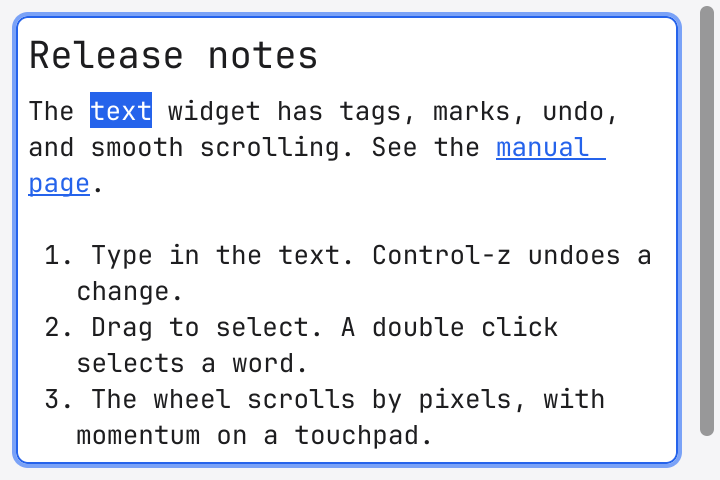 Release notes
The text widget has tags, marks, undo,
and smooth scrolling. See the manual
page.
1. Type in the text. Control-z undoes a
change.
2. Drag to select. A double click
selects a word.
3. The wheel scrolls by pixels, with
momentum on a touchpad.